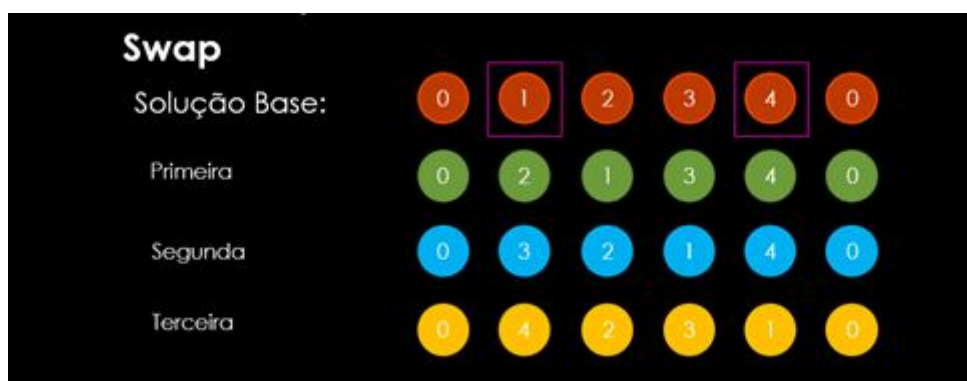 Swap
Solução Base: 0 1 2 3 4 0
Primeira 0 2 1 3 4 0
Segunda 0 3 2 1 4 0
Terceira 0 4 2 3 1 0